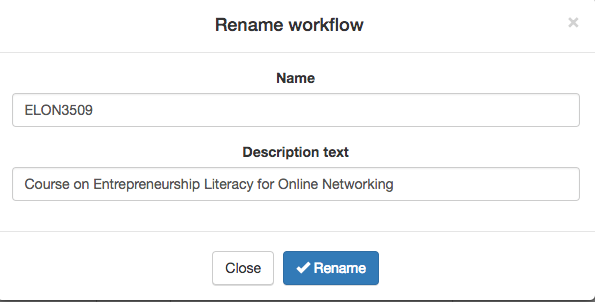 Rename workflow
×
Name
ELON3509
Description text
Course on Entrepreneurship Literacy for Online Networking
Close
Rename